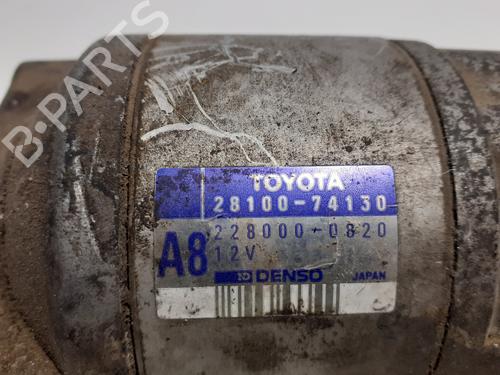 B-PARTS
TOYOTA
28100-74130
228000-0820
A8 12V
DENSO JAPAN